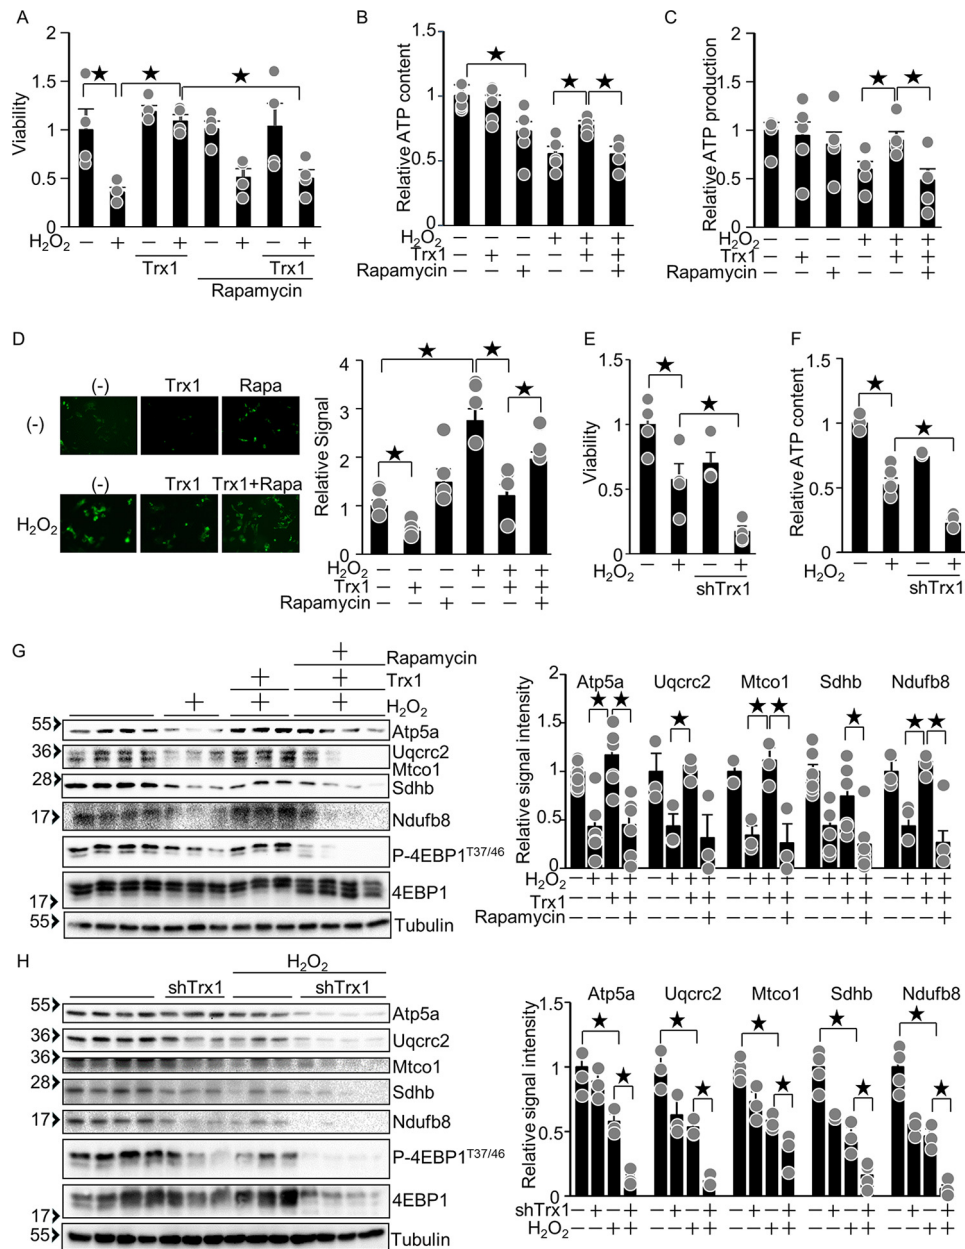 A
Viability
2
1.5
1
0.5
0
H₂O₂ − + − + − + − +
Trx1 Trx1
Rapamycin
B
Relative ATP content
1.5
1
0.5
0
H₂O₂ − − − + + +
Trx1 − + − − + +
Rapamycin − − + − − +
C
Relative ATP production
2
1.5
1
0.5
0
H₂O₂ − − − + + +
Trx1 − + − − + +
Rapamycin − − + − − +
D
(-) Trx1 Rapa
(-)
(-) Trx1 Trx1+Rapa
H₂O₂
Relative Signal
4
3
2
1
0
H₂O₂ − − − + + +
Trx1 − + − − + +
Rapamycin − − + − − +
E
Viability
1.5
1
0.5
0
H₂O₂ − + − +
shTrx1
F
Relative ATP content
1.5
1
0.5
0
H₂O₂ − + − +
shTrx1
G
+ Rapamycin
+ + Trx1
+ + + H₂O₂
55 Atp5a
36 Uqcrc2
Mtco1
28 Sdhb
17 Ndufb8
P-4EBP1ᵀ³⁷/⁴⁶
4EBP1
17
55 Tubulin
Relative signal intensity
2
1.5
1
0.5
0
Atp5a Uqcrc2 Mtco1 Sdhb Ndufb8
H₂O₂ − + + + − + + + − + + + − + + + − + + +
Trx1 − − + + − − + + − − + + − − + + − − + +
Rapamycin − − − + − − − + − − − + − − − + − − − +
H
H₂O₂
shTrx1 shTrx1
55 Atp5a
36 Uqcrc2
36 Mtco1
28 Sdhb
17 Ndufb8
P-4EBP1ᵀ³⁷/⁴⁶
4EBP1
17
55 Tubulin
Relative signal intensity
1.5
1
0.5
0
Atp5a Uqcrc2 Mtco1 Sdhb Ndufb8
shTrx1 − + − + − + − + − + − + − + − + − + − +
H₂O₂ − − + + − − + + − − + + − − + + − − + +